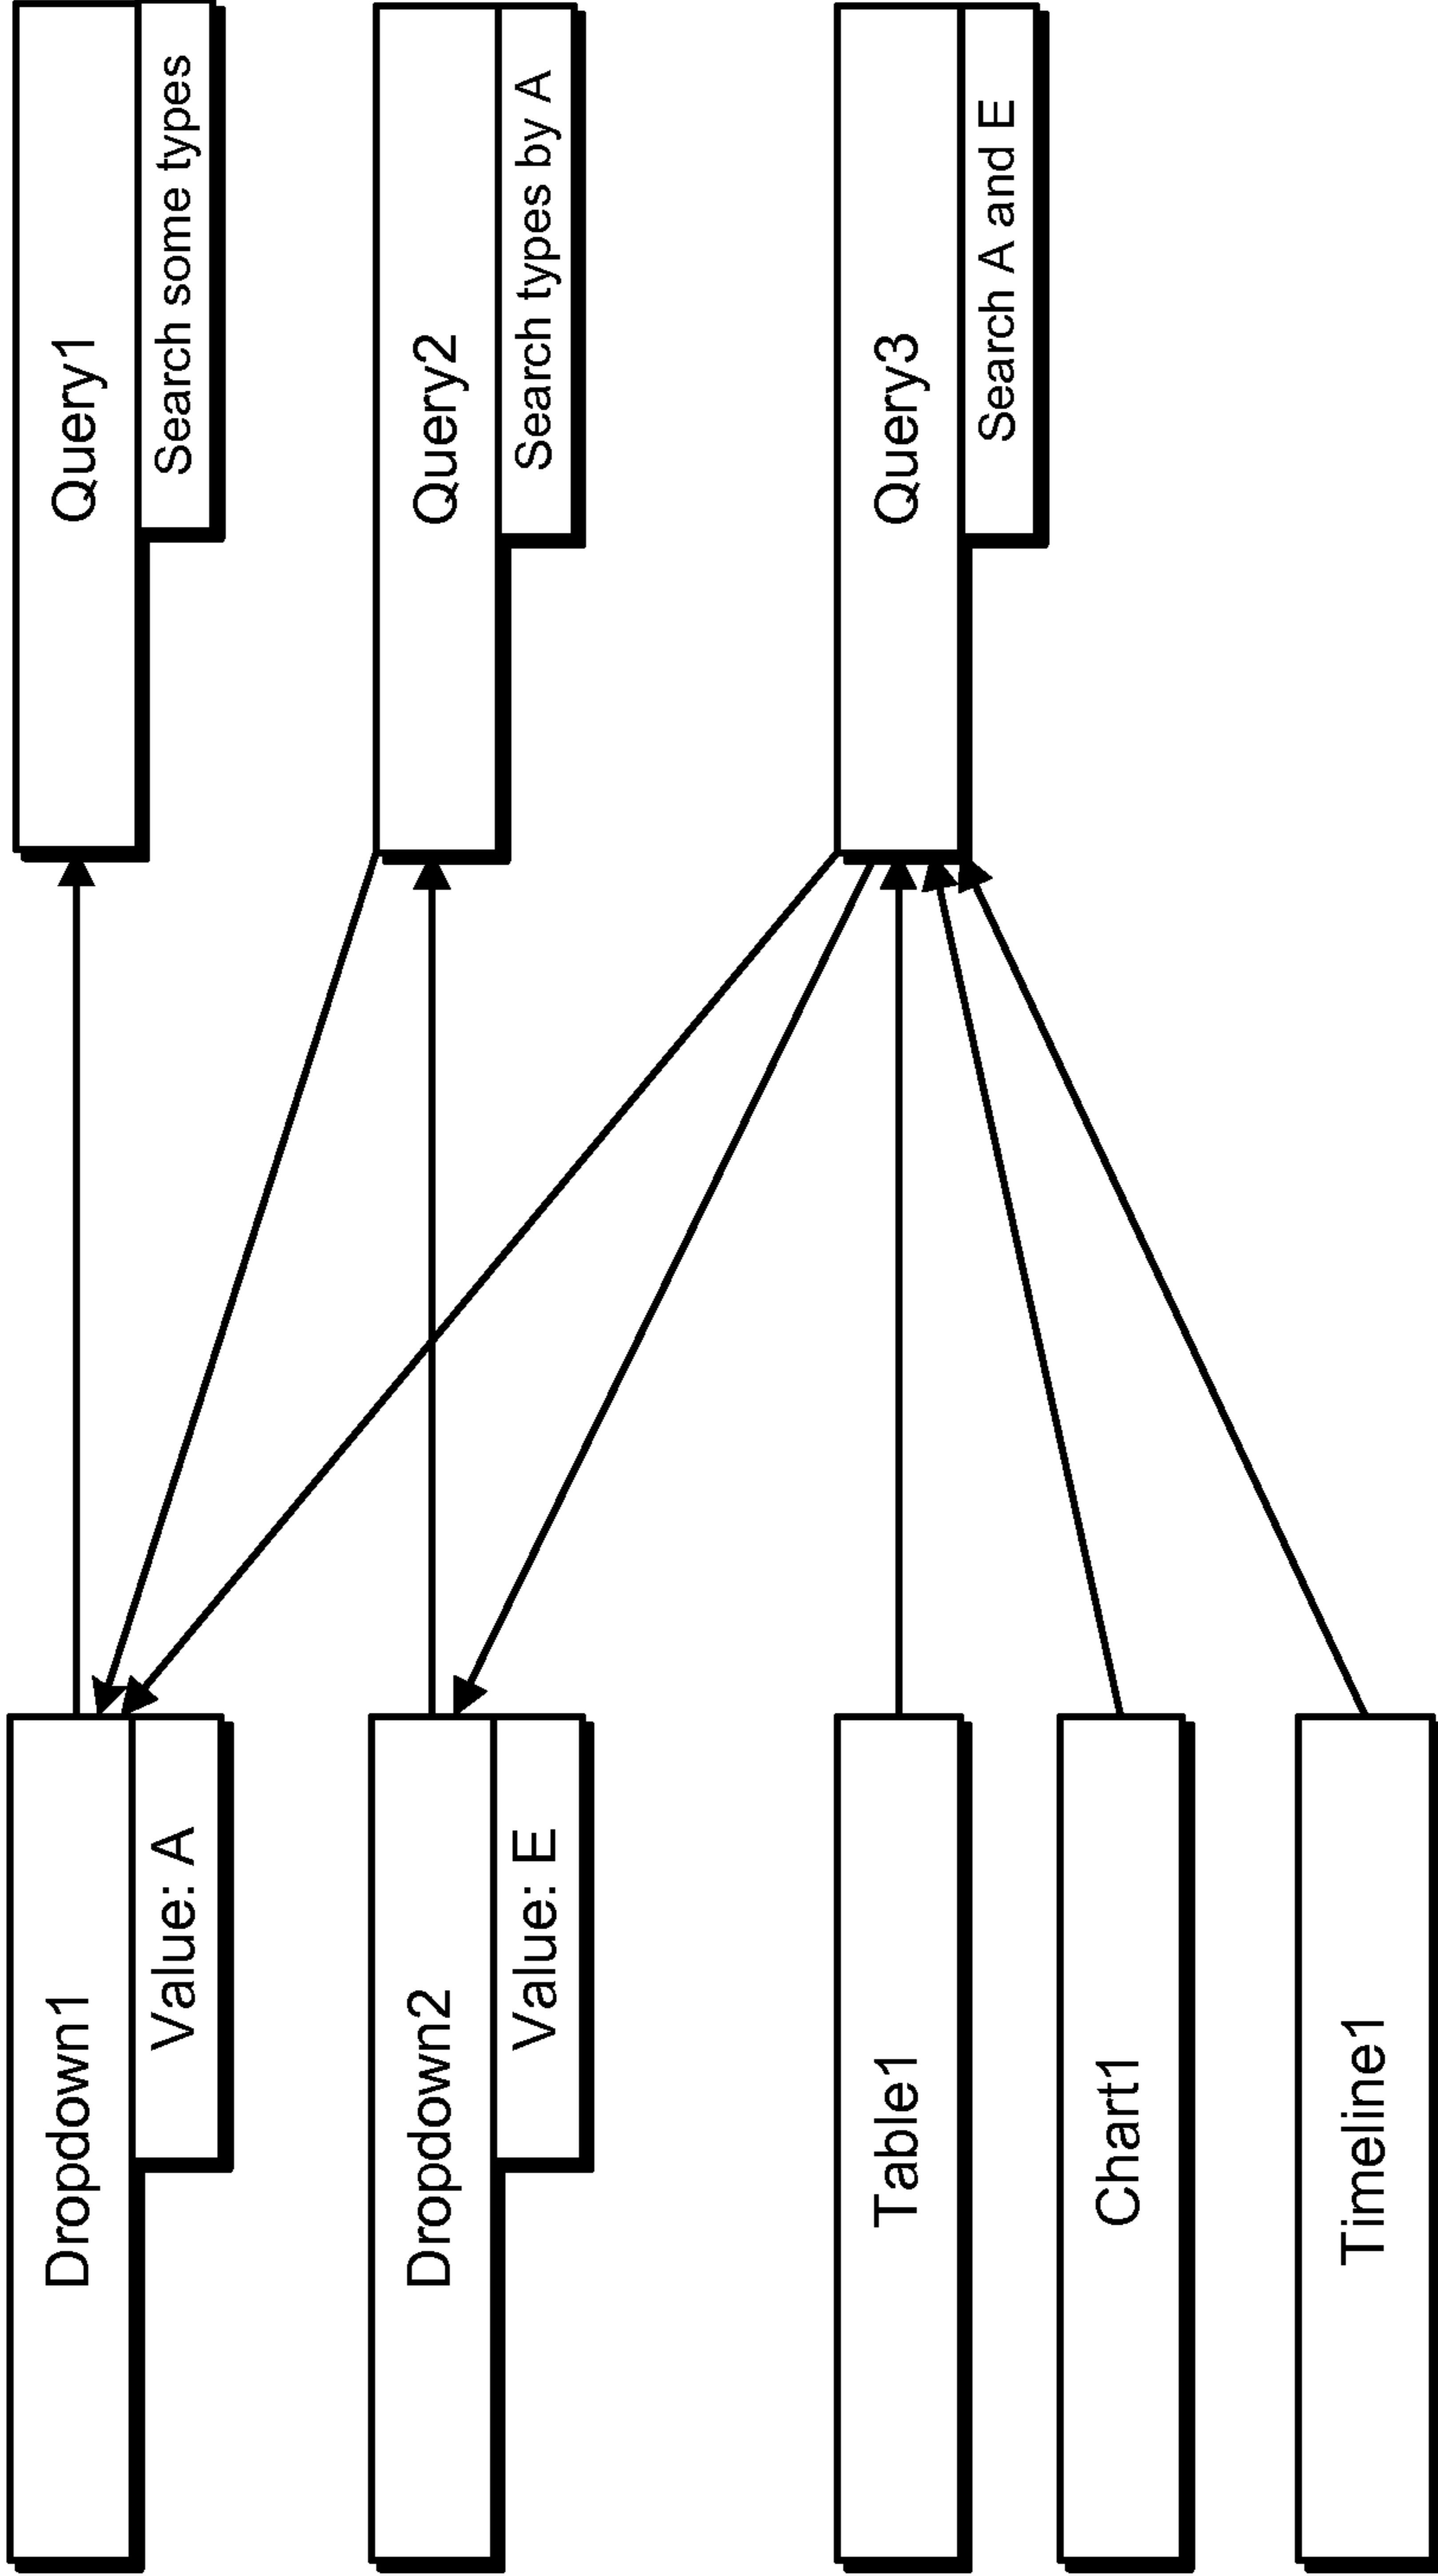 Dropdown1
Value: A
Query1
Search some types
Dropdown2
Value: E
Query2
Search types by A
Table1
Query3
Search A and E
Chart1
Timeline1